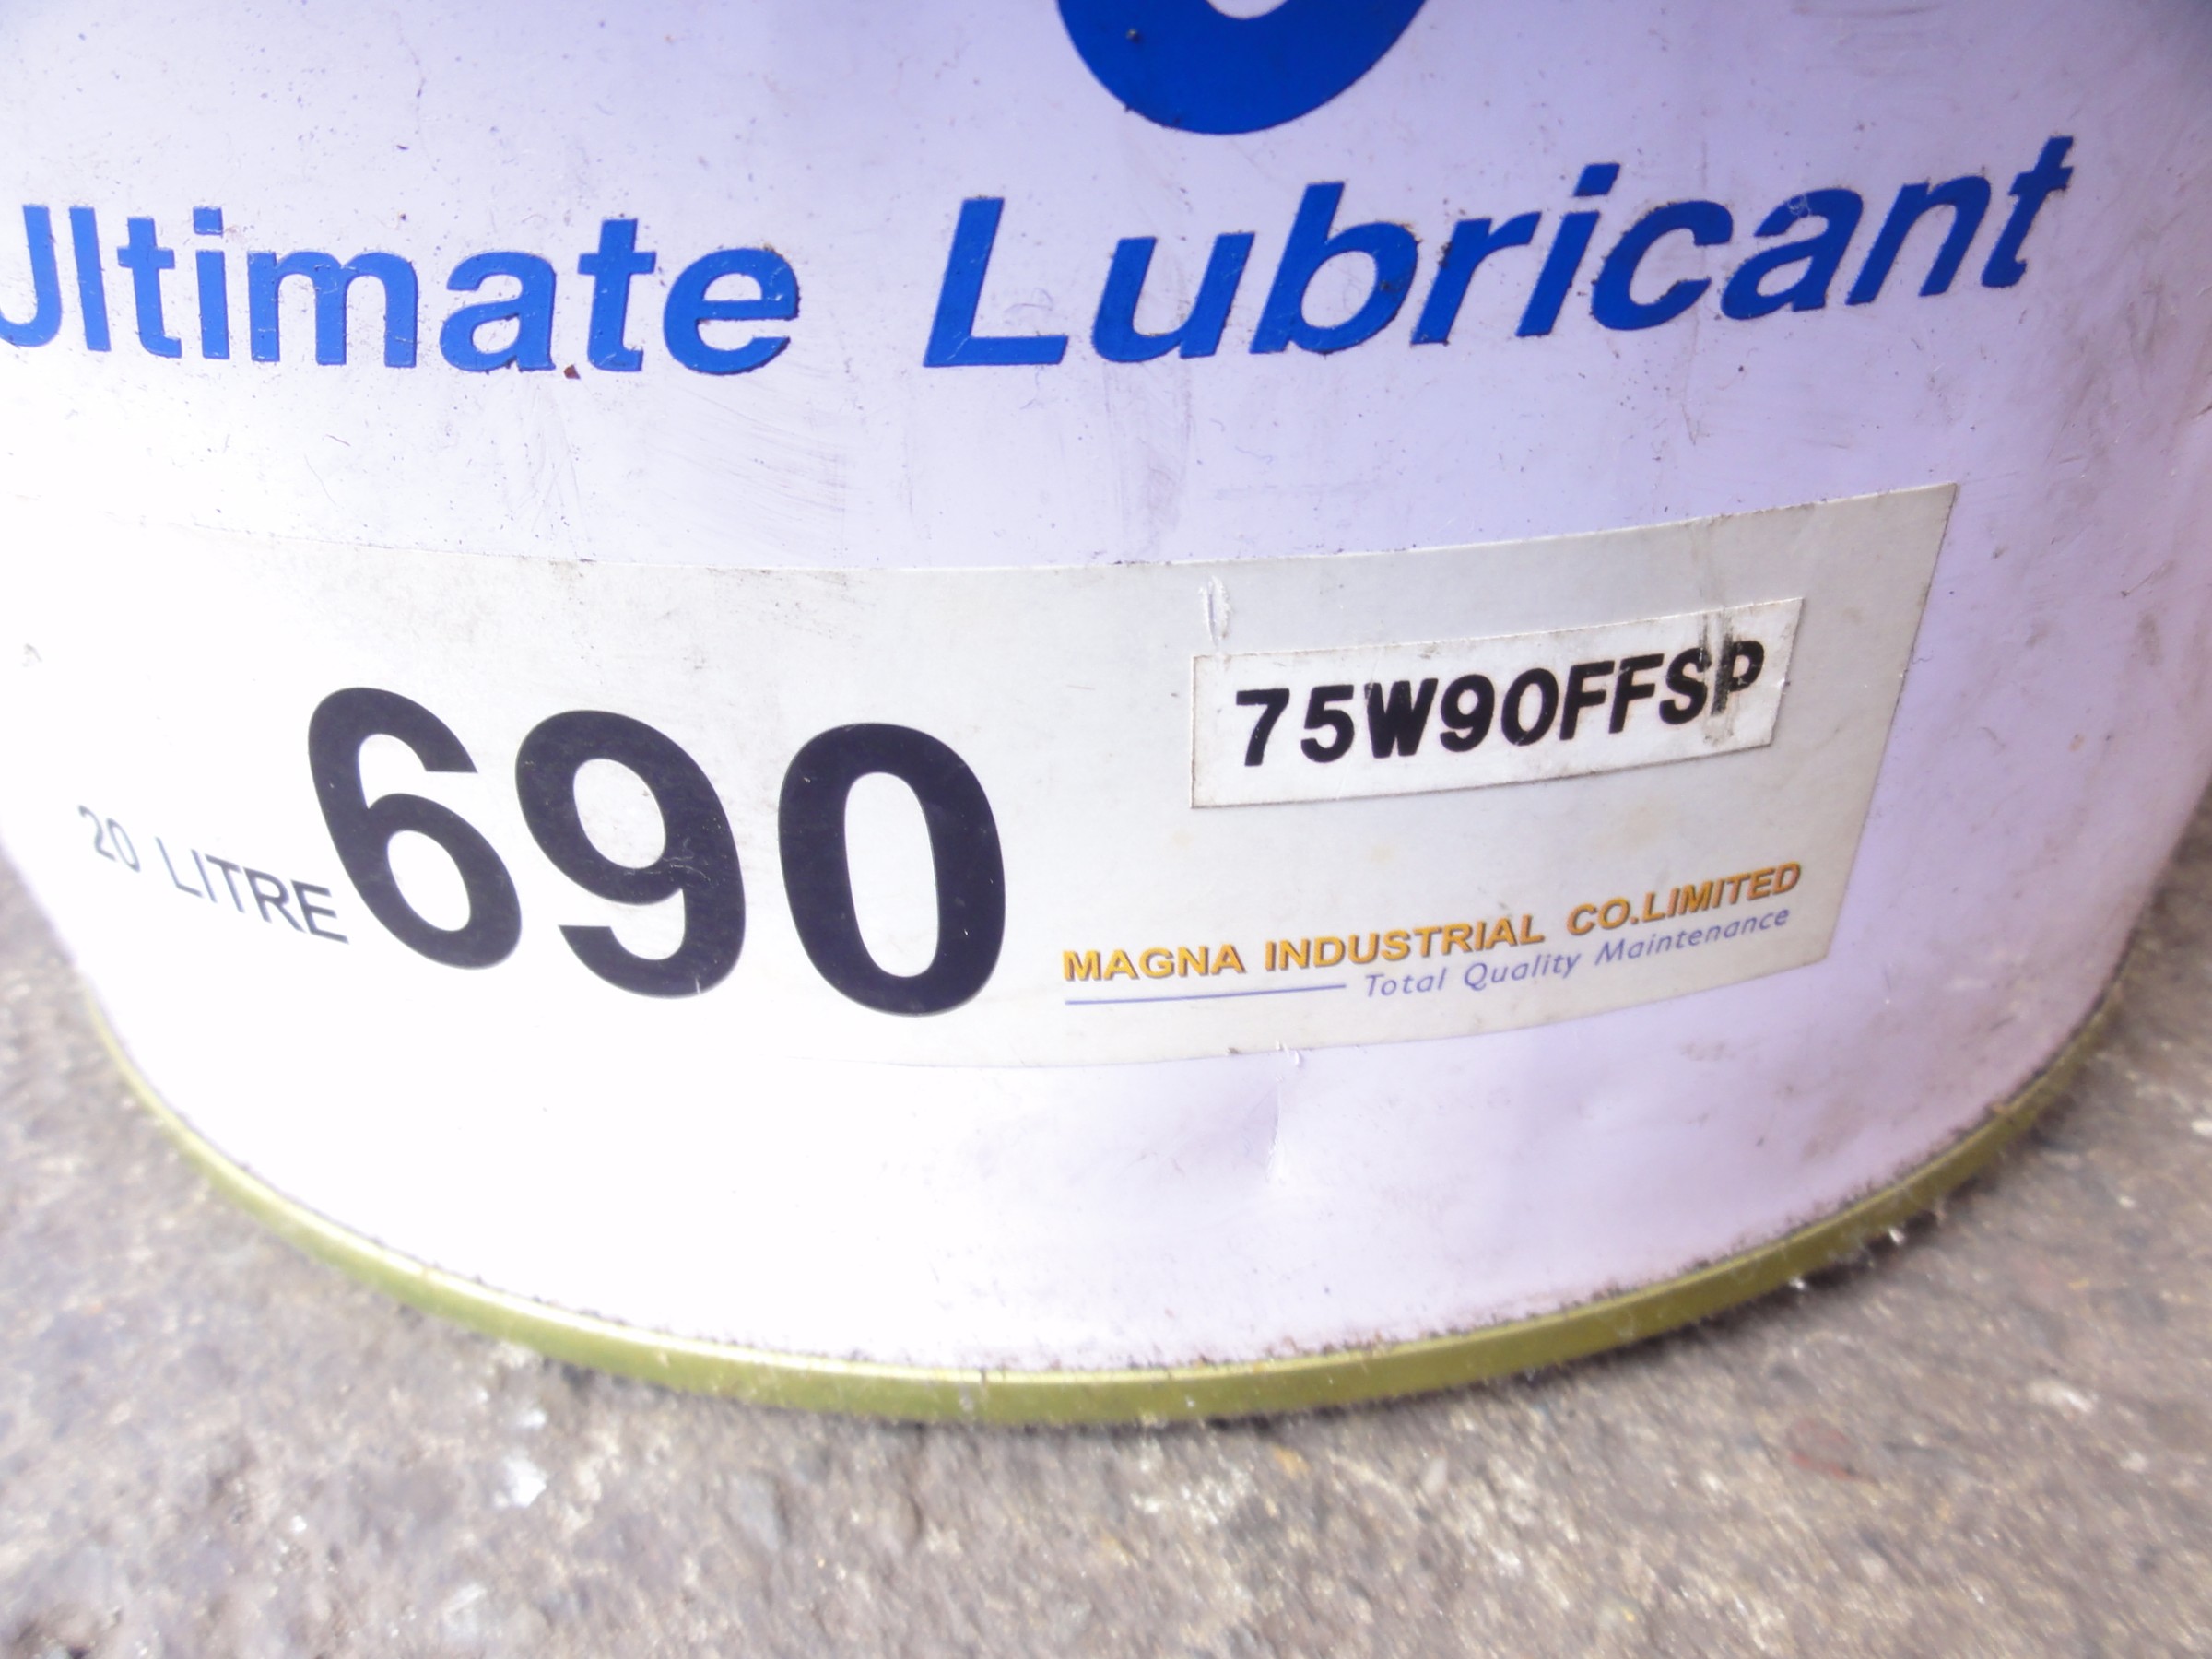 Ultimate Lubricant
75W90FFSP
20 LITRE 690
MAGNA INDUSTRIAL CO.LIMITED
Total Quality Maintenance